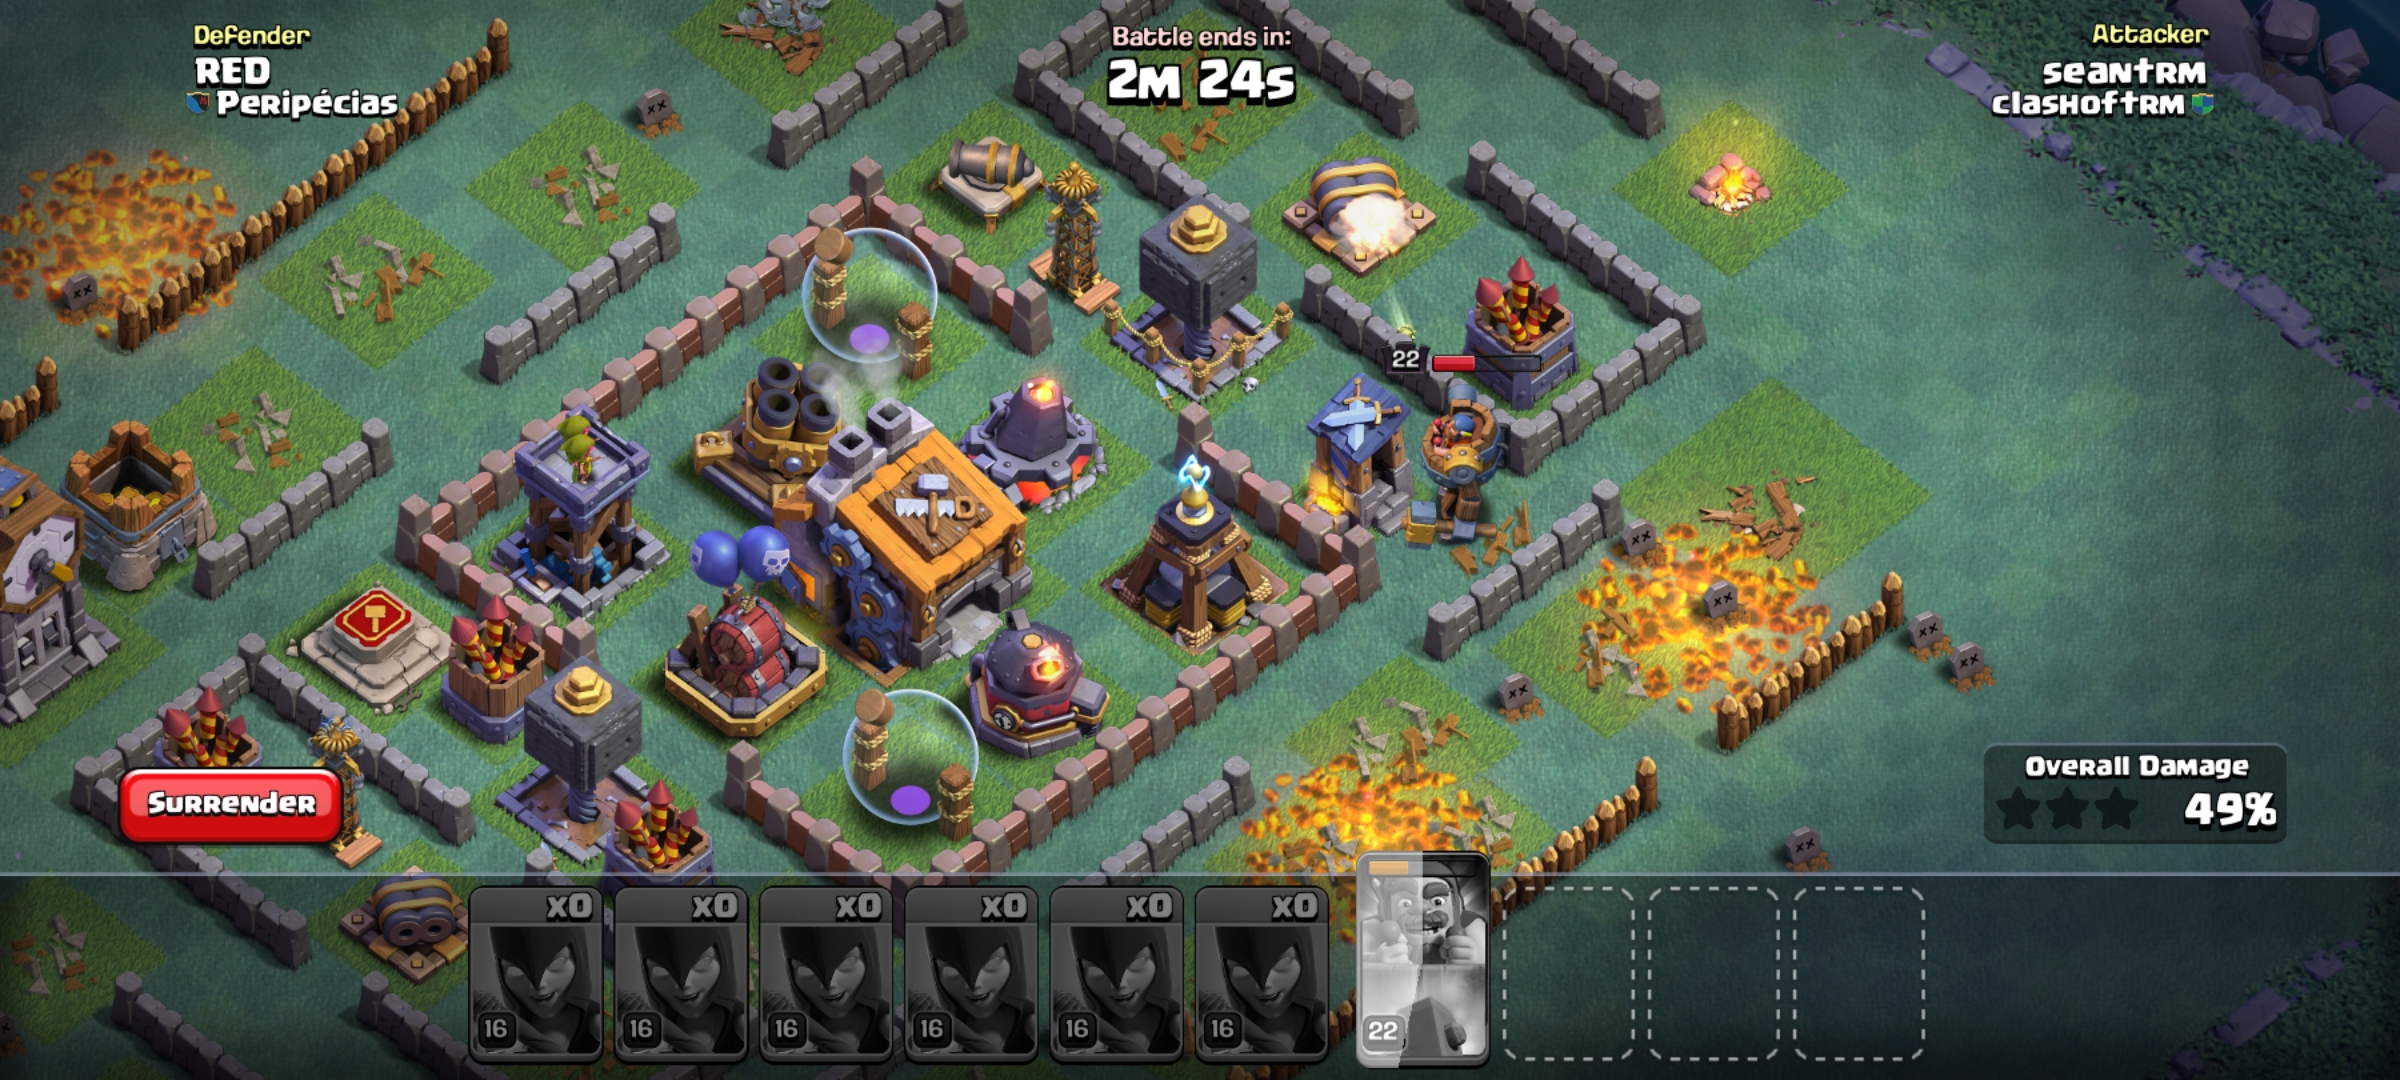 Defender
RED
Peripécias
Battle ends in:
2M 24s
Attacker
seantrm
clashoftrm
22
Surrender
Overall Damage
49%
x0
x0
x0
x0
x0
x0
16
16
16
16
16
16
22